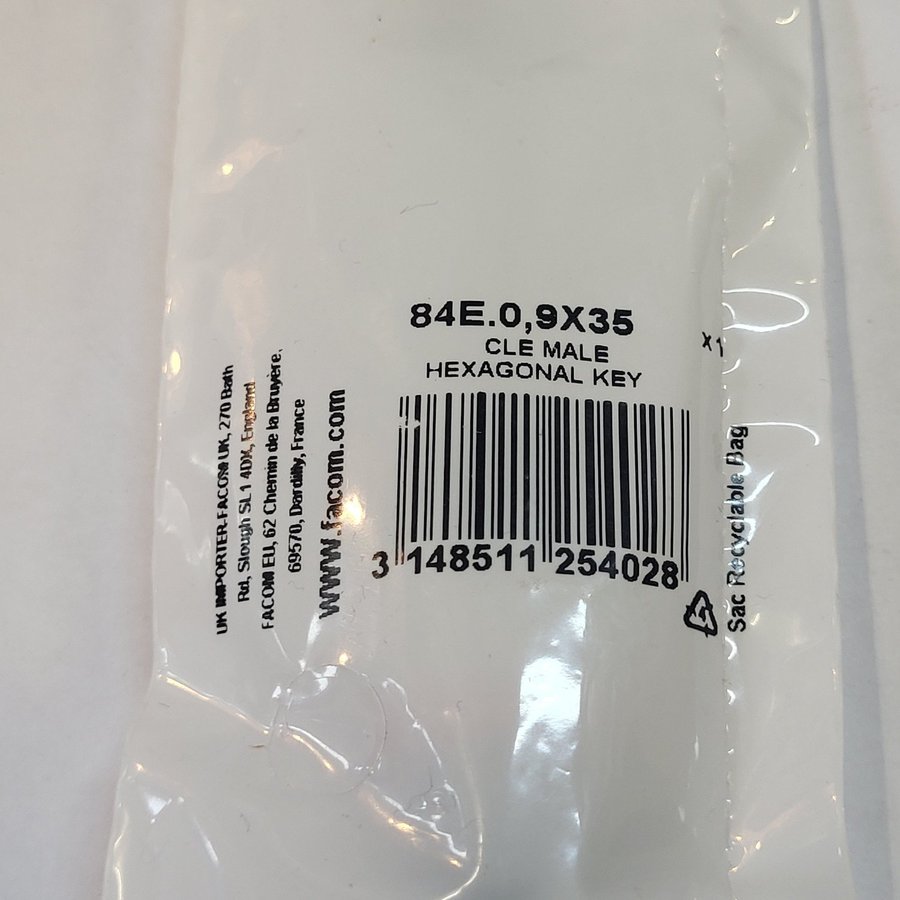 84E.0,9X35
CLE MALE
HEXAGONAL KEY
x1
3 148511 254028
UK IMPORTER-FACOM UK, 270 Bath
Rd, Slough SL1 4DX, England
FACOM EU, 62 Chemin de la Bruyère,
69570, Dardilly, France
www.facom.com
Sac Recyclable Bag